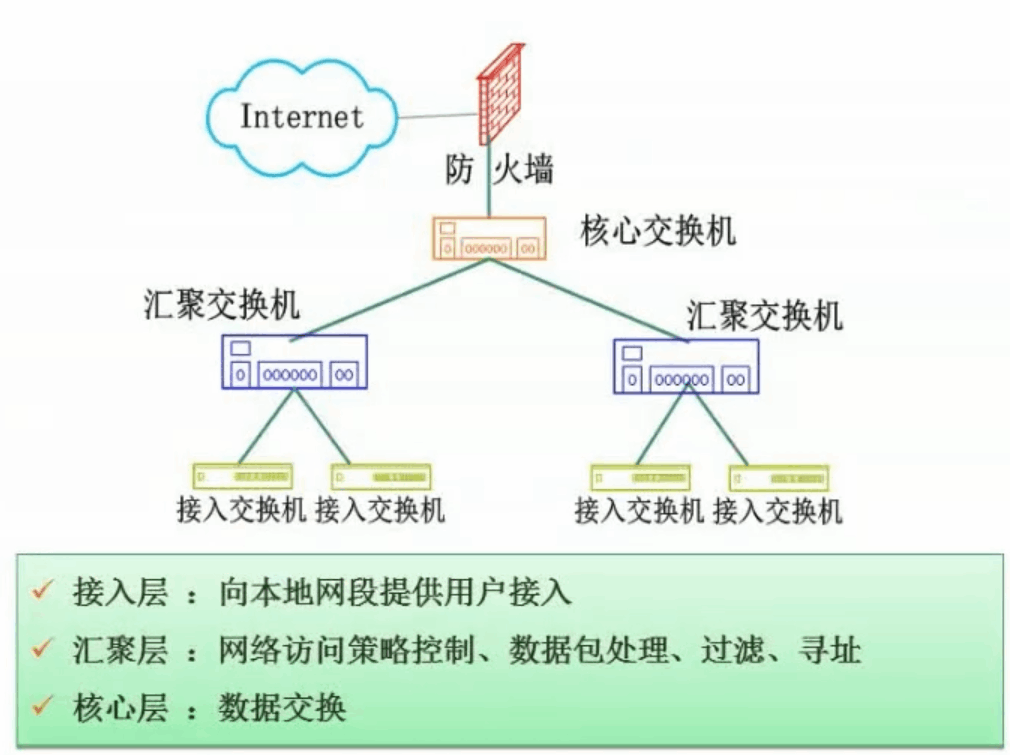 Internet
防火墙
核心交换机
汇聚交换机
汇聚交换机
接入交换机 接入交换机 接入交换机 接入交换机
接入层 ：向本地网段提供用户接入
汇聚层 ：网络访问策略控制、数据包处理、过滤、寻址
核心层 ：数据交换